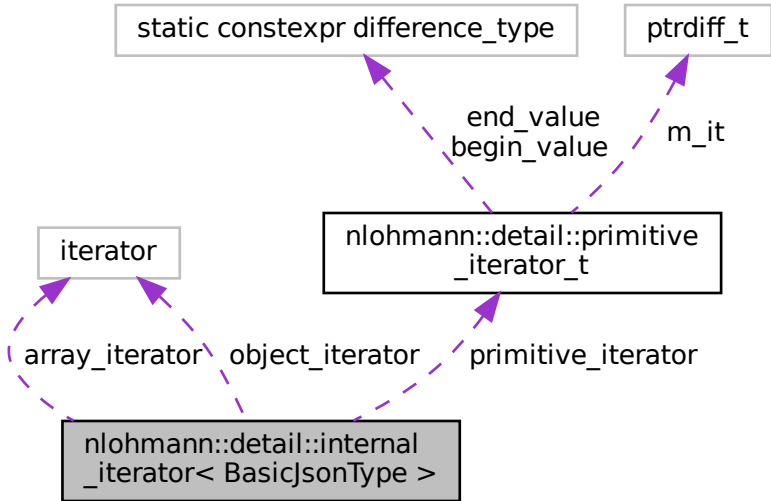 static constexpr difference_type
ptrdiff_t
end_value
begin_value
m_it
nlohmann::detail::primitive
_iterator_t
iterator
array_iterator
object_iterator
primitive_iterator
nlohmann::detail::internal
_iterator< BasicJsonType >